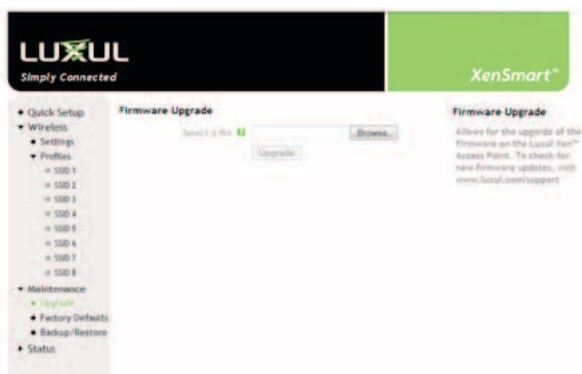 LUXUL
Simply Connected
XenSmart™
Quick Setup
Wireless
Settings
Profiles
SSID 1
SSID 2
SSID 3
SSID 4
SSID 5
SSID 6
SSID 7
SSID 8
Maintenance
Upgrade
Factory Defaults
Backup/Restore
Status
Firmware Upgrade
Select a file
Browse..
Upgrade
Firmware Upgrade
Allows for the upgrde of the
Firmware on the Luxul Xen™
Access Point. To check for
new firmware updates, visit
www.luxul.com/support